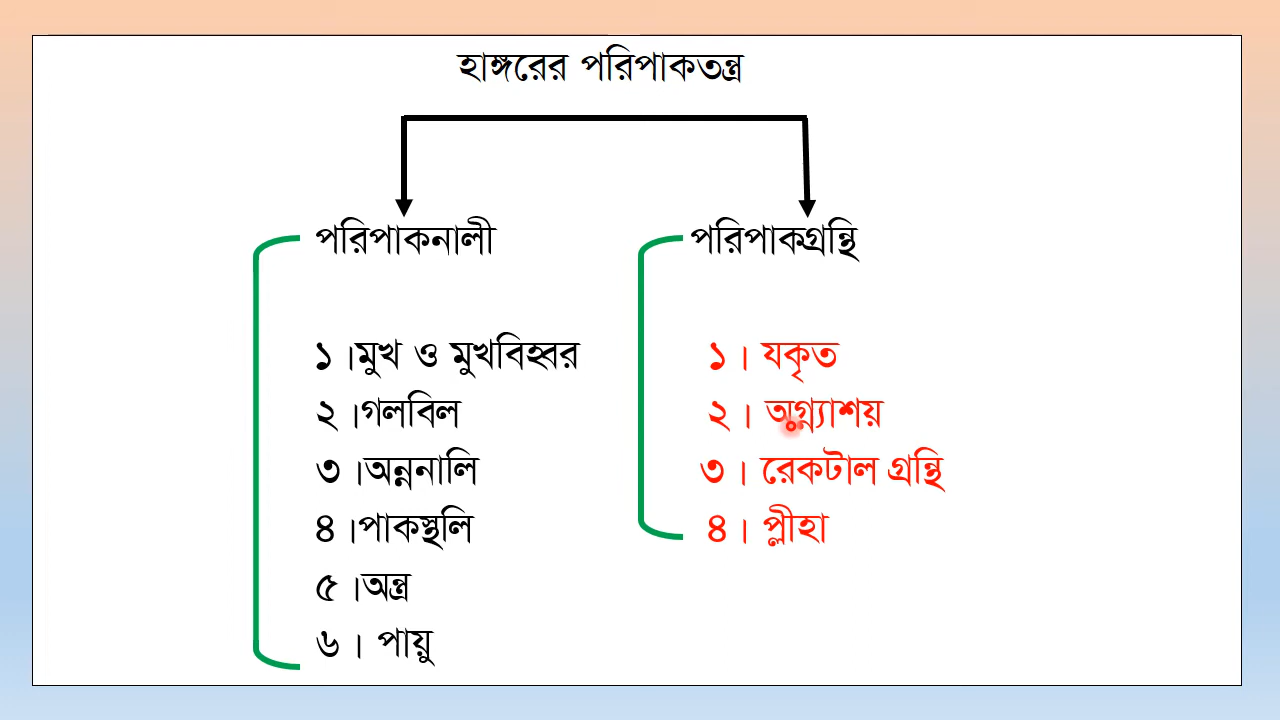 হাঙ্গরের পরিপাকতন্ত্র
পরিপাকনালী
১।মুখ ও মুখবিহ্বর
২।গলবিল
৩।অন্ননালি
৪।পাকস্থলি
৫।অন্ত্র
৬। পায়ু
পরিপাকগ্রন্থি
১। যকৃত
২। অগ্ন্যাশয়
৩। রেকটাল গ্রন্থি
৪। প্লীহা